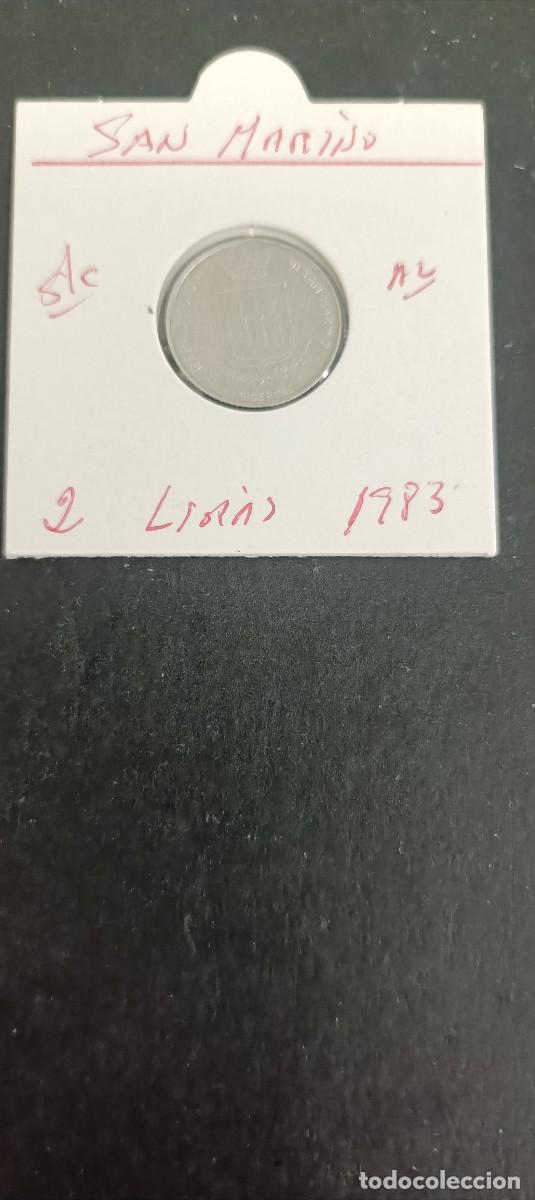 SAN MARINO
S/C
AL
2 LIRAS 1983
todocoleccion